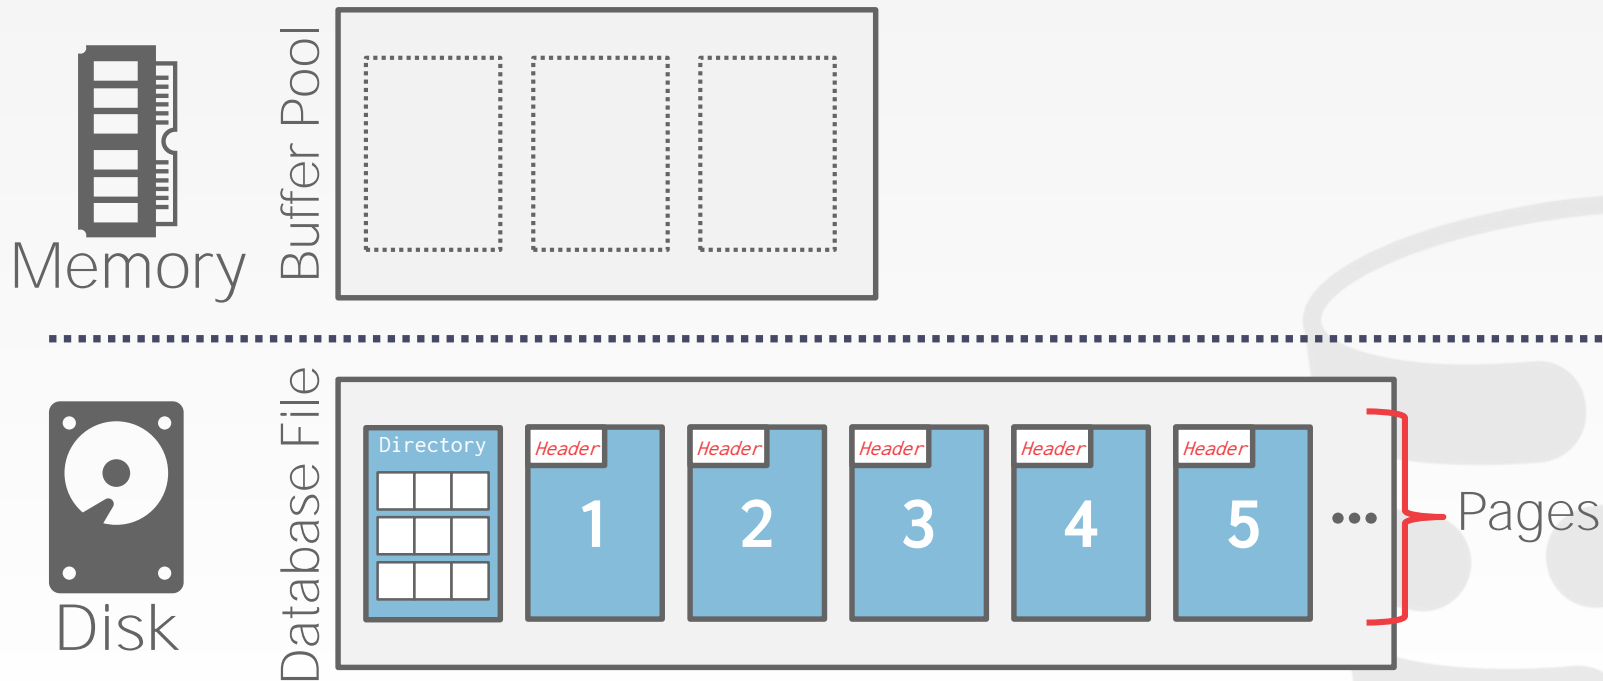 Memory
Buffer Pool
Disk
Database File
Directory
Header
1
Header
2
Header
3
Header
4
Header
5
•••
Pages